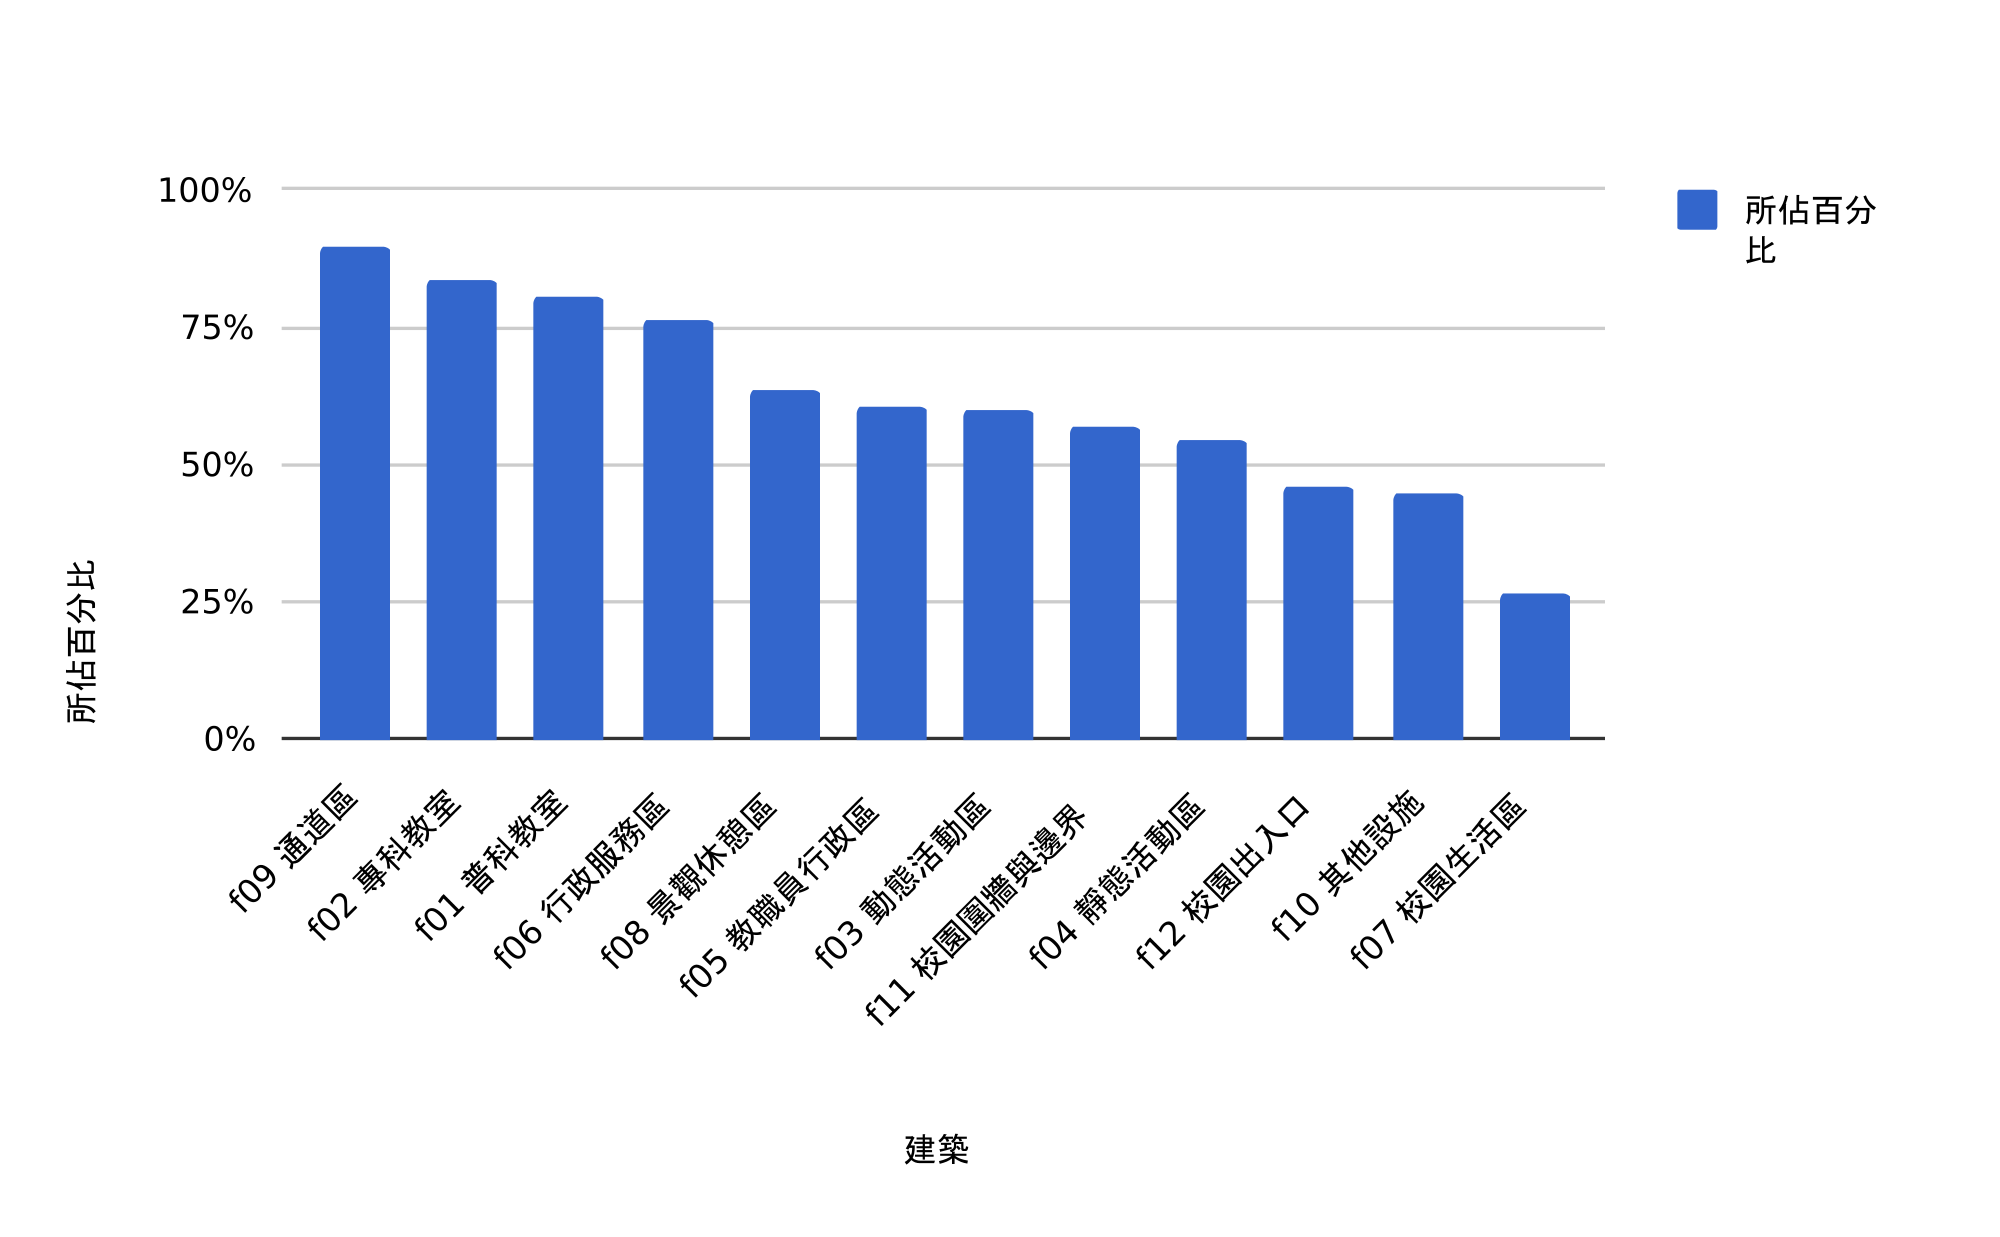 100%
75%
50%
25%
0%
所佔百分比
所佔百分
比
f09 通道區
f02 專科教室
f01 普科教室
f06 行政服務區
f08 景觀休憩區
f05 教職員行政區
f03 動態活動區
f11 校園圍牆與邊界
f04 靜態活動區
f12 校園出入口
f10 其他設施
f07 校園生活區
建築